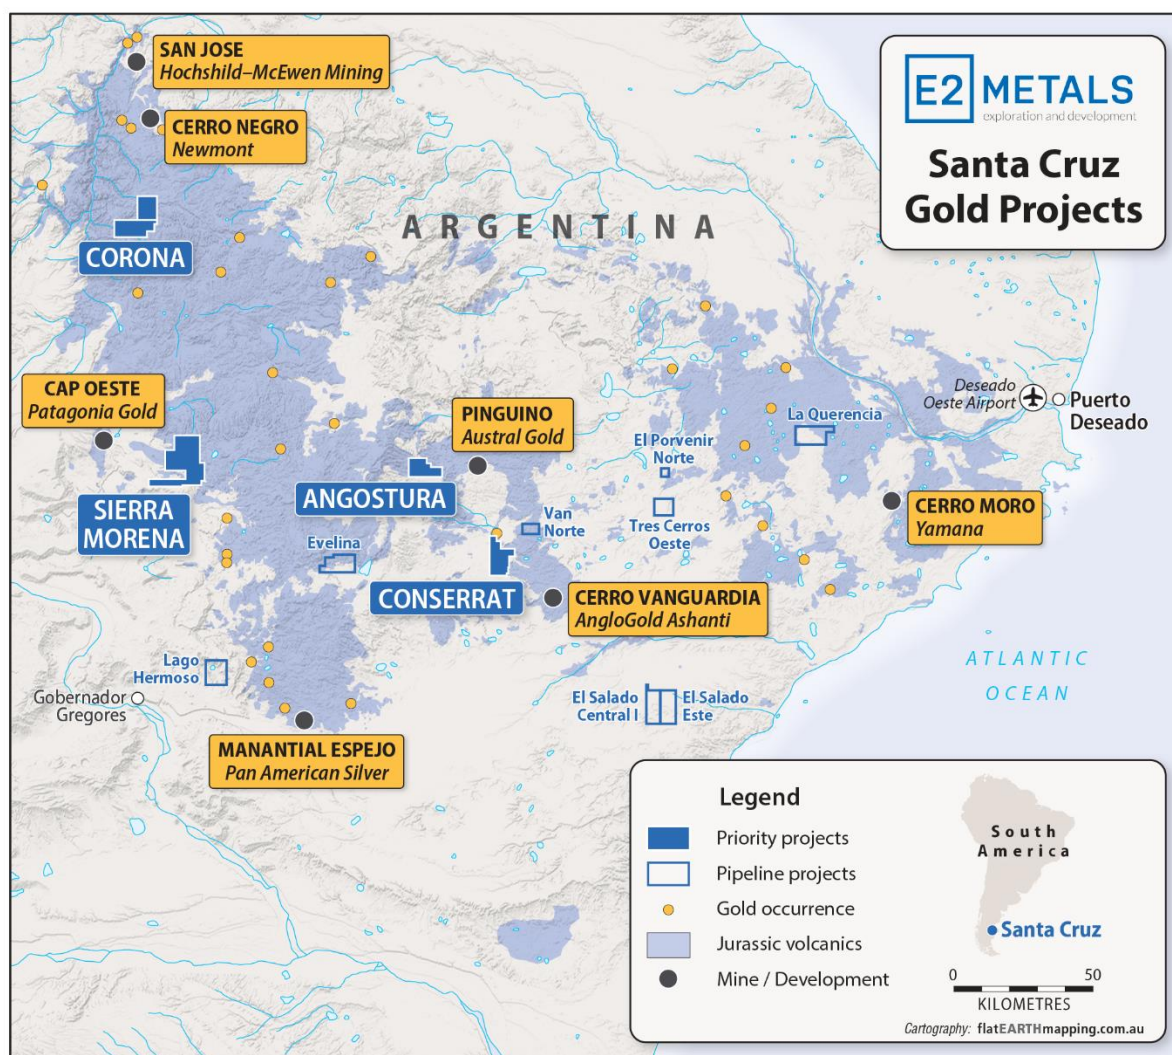 SAN JOSE
Hochshild–McEwen Mining
CERRO NEGRO
Newmont
E2 METALS
exploration and development
Santa Cruz
Gold Projects
ARGENTINA
CORONA
CAP OESTE
Patagonia Gold
PINGUINO
Austral Gold
La Querencia
Deseado
Oeste Airport
Puerto
Deseado
El Porvenir
Norte
SIERRA
MORENA
ANGOSTURA
Van
Norte
Tres Cerros
Oeste
CERRO MORO
Yamana
Evelina
CONSERRAT
CERRO VANGUARDIA
AngloGold Ashanti
Lago
Hermoso
Gobernador
Gregores
El Salado
Central I
El Salado
Este
ATLANTIC
OCEAN
MANANTIAL ESPEJO
Pan American Silver
Legend
Priority projects
Pipeline projects
Gold occurrence
Jurassic volcanics
Mine / Development
South
America
Santa Cruz
0 50
KILOMETRES
Cartography: flatEARTHmapping.com.au